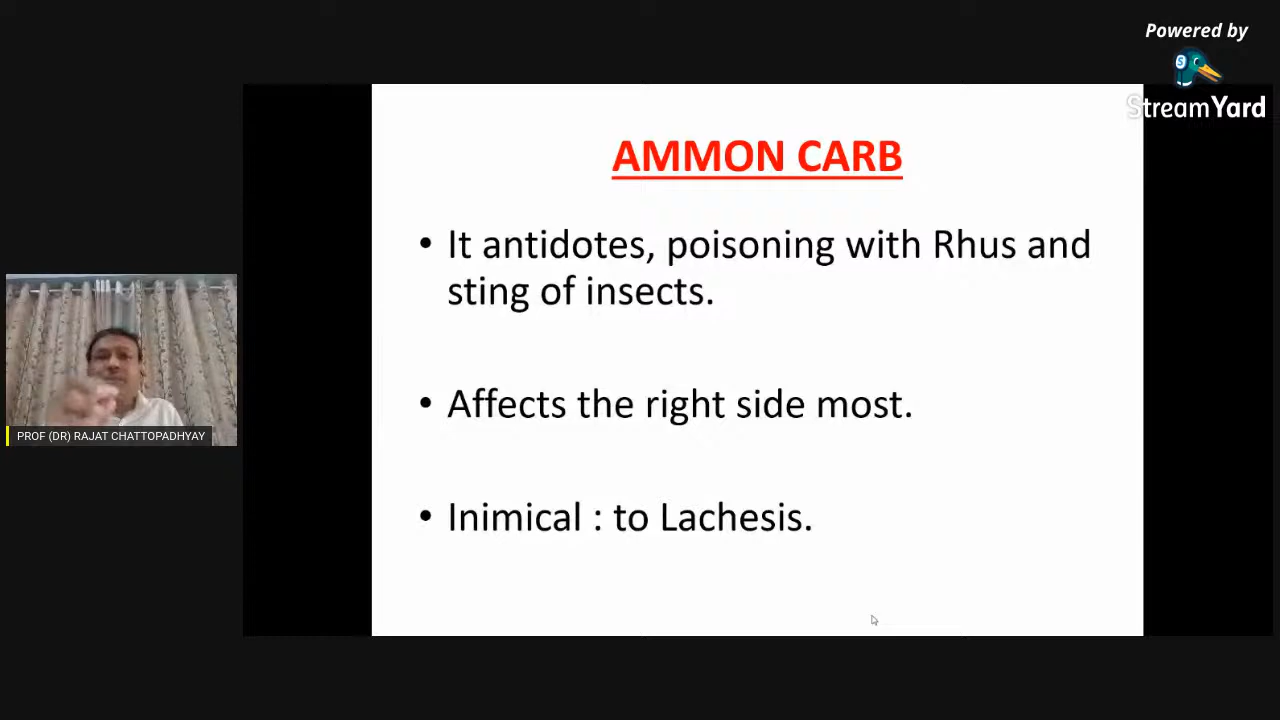 Powered by
StreamYard
AMMON CARB
• It antidotes, poisoning with Rhus and
sting of insects.
• Affects the right side most.
• Inimical : to Lachesis.
PROF (DR) RAJAT CHATTOPADHYAY